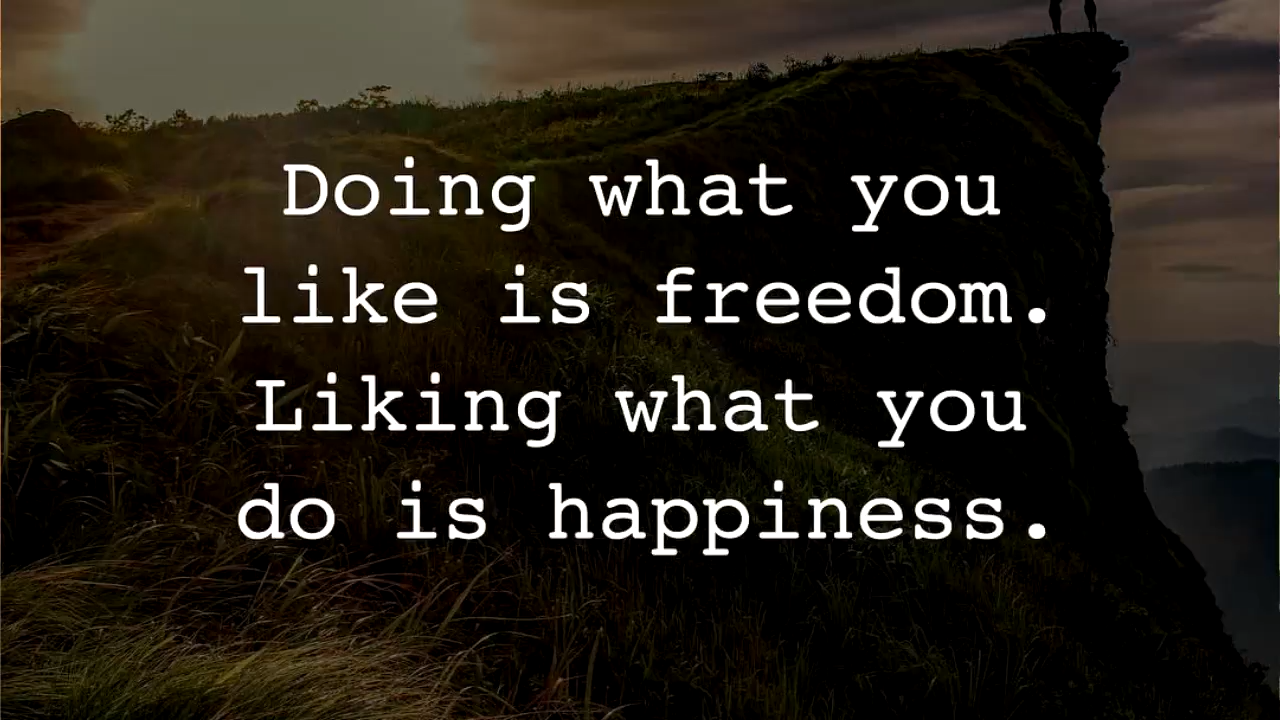 Doing what you
like is freedom.
Liking what you
do is happiness.